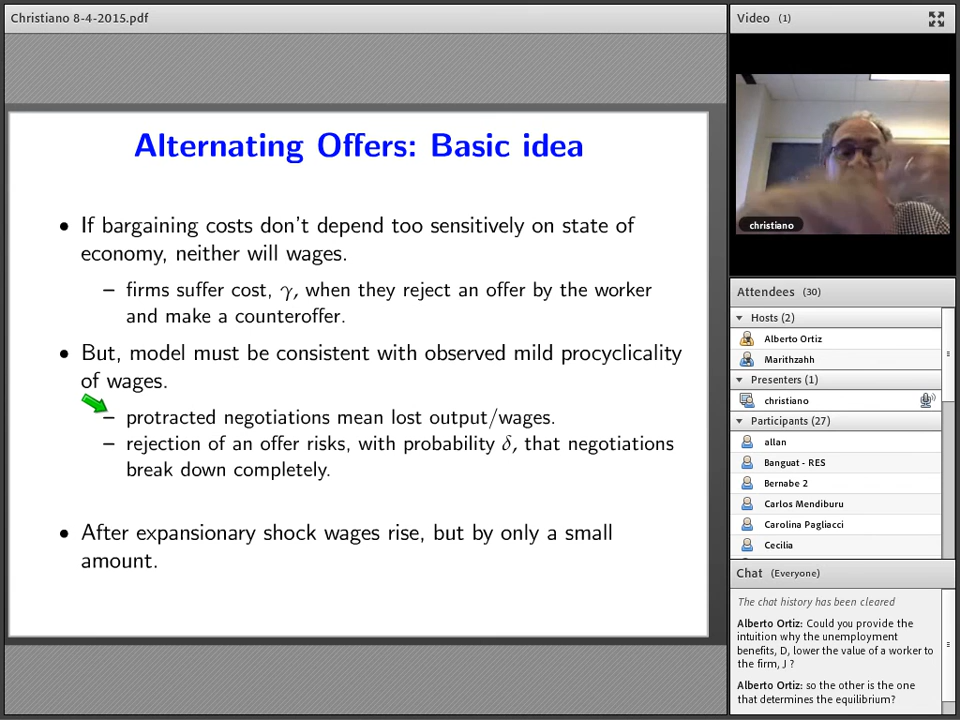 Christiano 8-4-2015.pdf
Alternating Offers: Basic idea
• If bargaining costs don't depend too sensitively on state of
economy, neither will wages.
– firms suffer cost, γ, when they reject an offer by the worker
and make a counteroffer.
• But, model must be consistent with observed mild procyclicality
of wages.
– protracted negotiations mean lost output/wages.
– rejection of an offer risks, with probability δ, that negotiations
break down completely.
• After expansionary shock wages rise, but by only a small
amount.
Video (1)
christiano
Attendees (30)
Hosts (2)
Alberto Ortiz
Marithzahh
Presenters (1)
christiano
Participants (27)
allan
Banguat - RES
Bernabe 2
Carlos Mendiburu
Carolina Pagliacci
Cecilia
Chat (Everyone)
The chat history has been cleared
Alberto Ortiz: Could you provide the
intuition why the unemployment
benefits, D, lower the value of a worker to
the firm, J ?
Alberto Ortiz: so the other is the one
that determines the equilibrium?